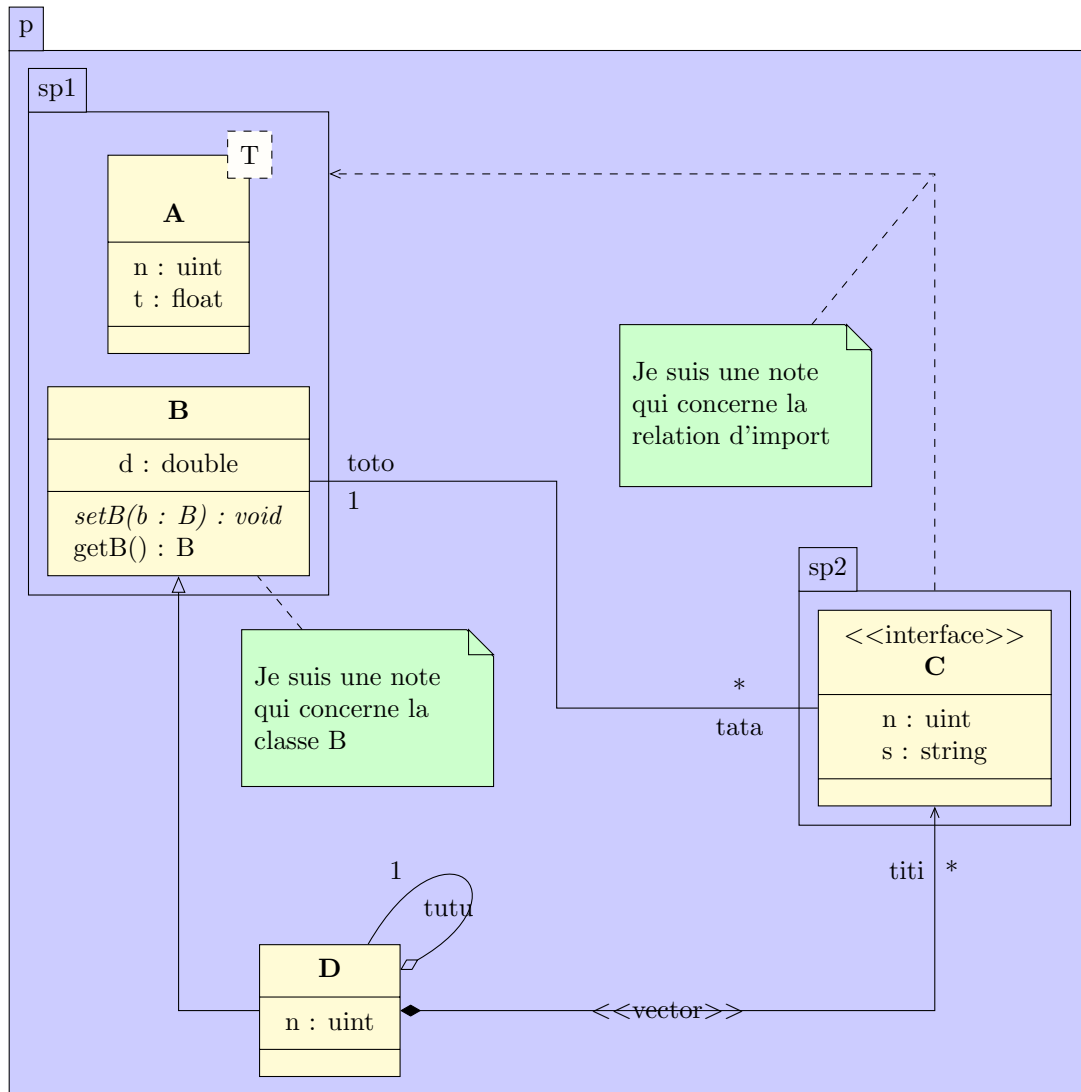 p
sp1
T
A
n : uint
t : float
Je suis une note
qui concerne la
relation d'import
B
d : double
setB(b : B) : void
getB() : B
toto
1
sp2
<<interface>>
C
n : uint
s : string
Je suis une note
qui concerne la
classe B
*
tata
titi
*
1
tutu
D
n : uint
<<vector>>